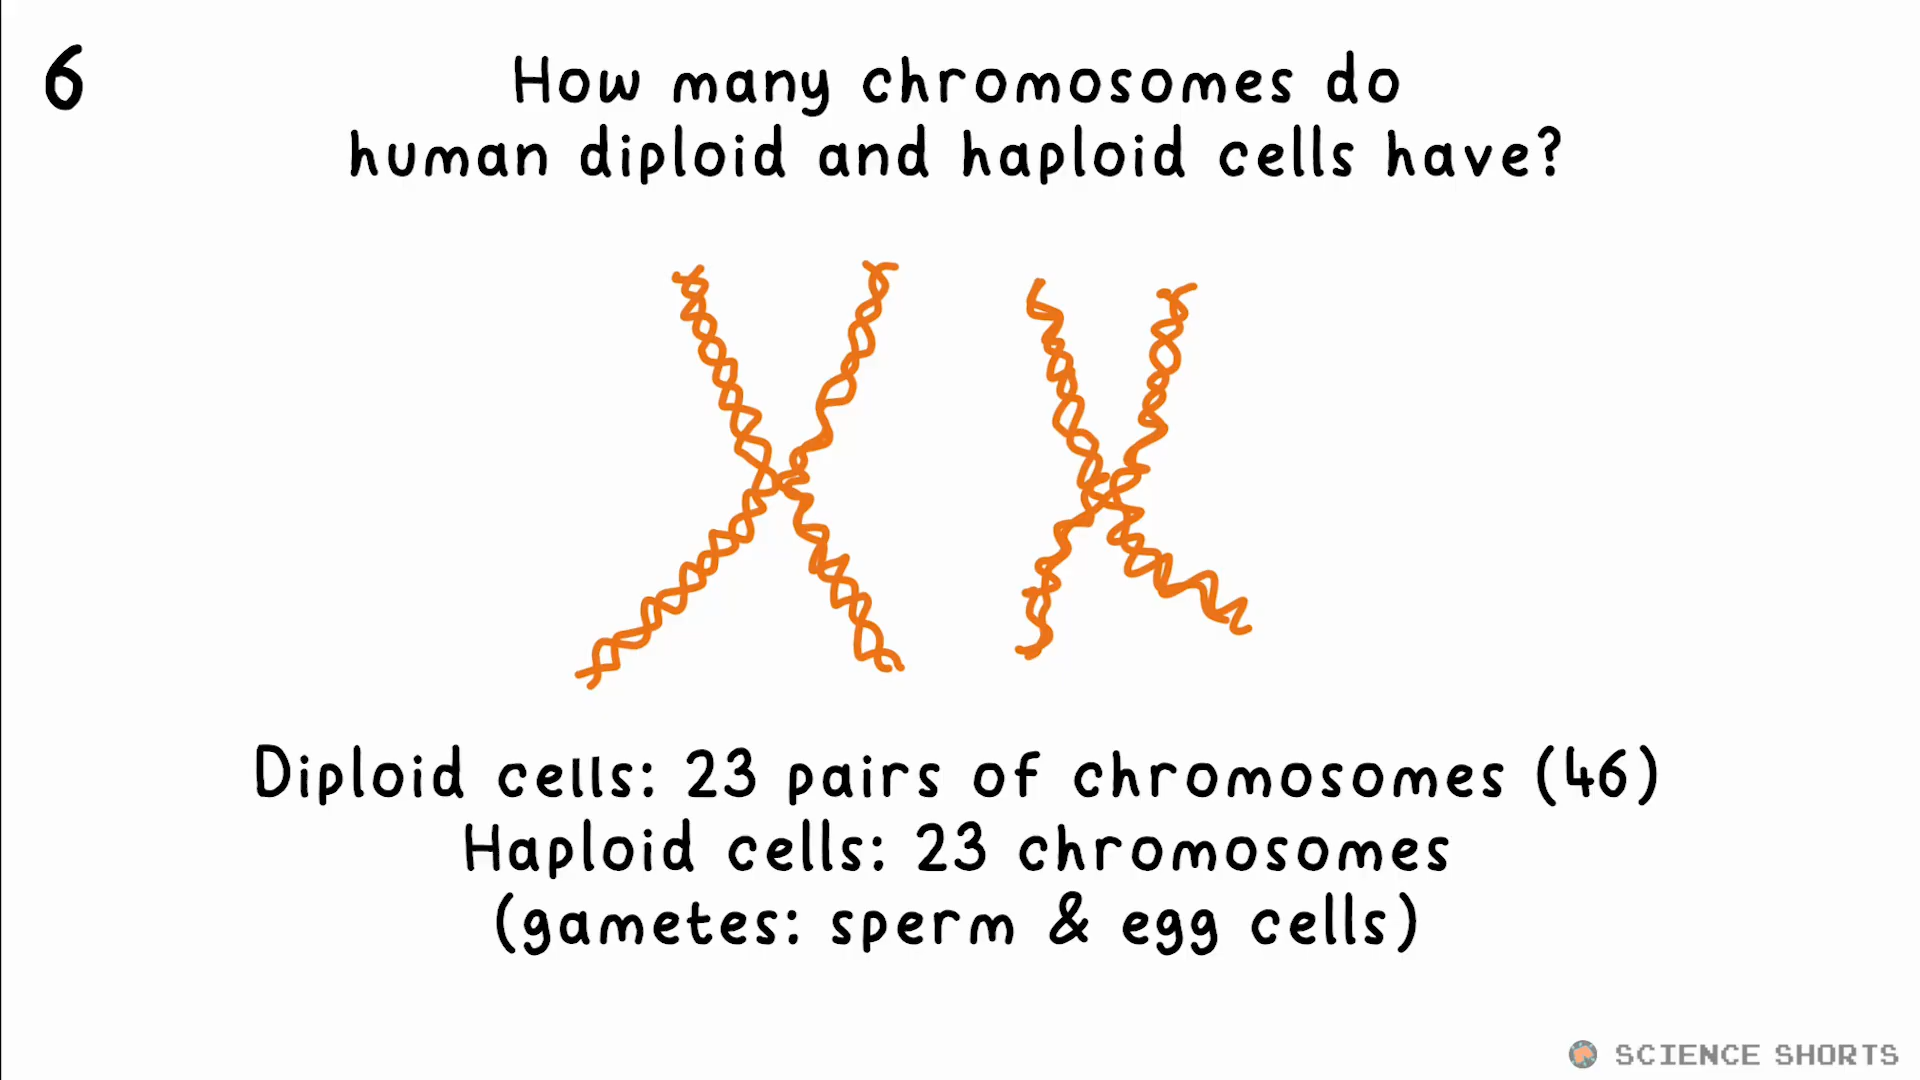 6
How many chromosomes do
human diploid and haploid cells have?
Diploid cells: 23 pairs of chromosomes (46)
Haploid cells: 23 chromosomes
(gametes: sperm & egg cells)
SCIENCE SHORTS